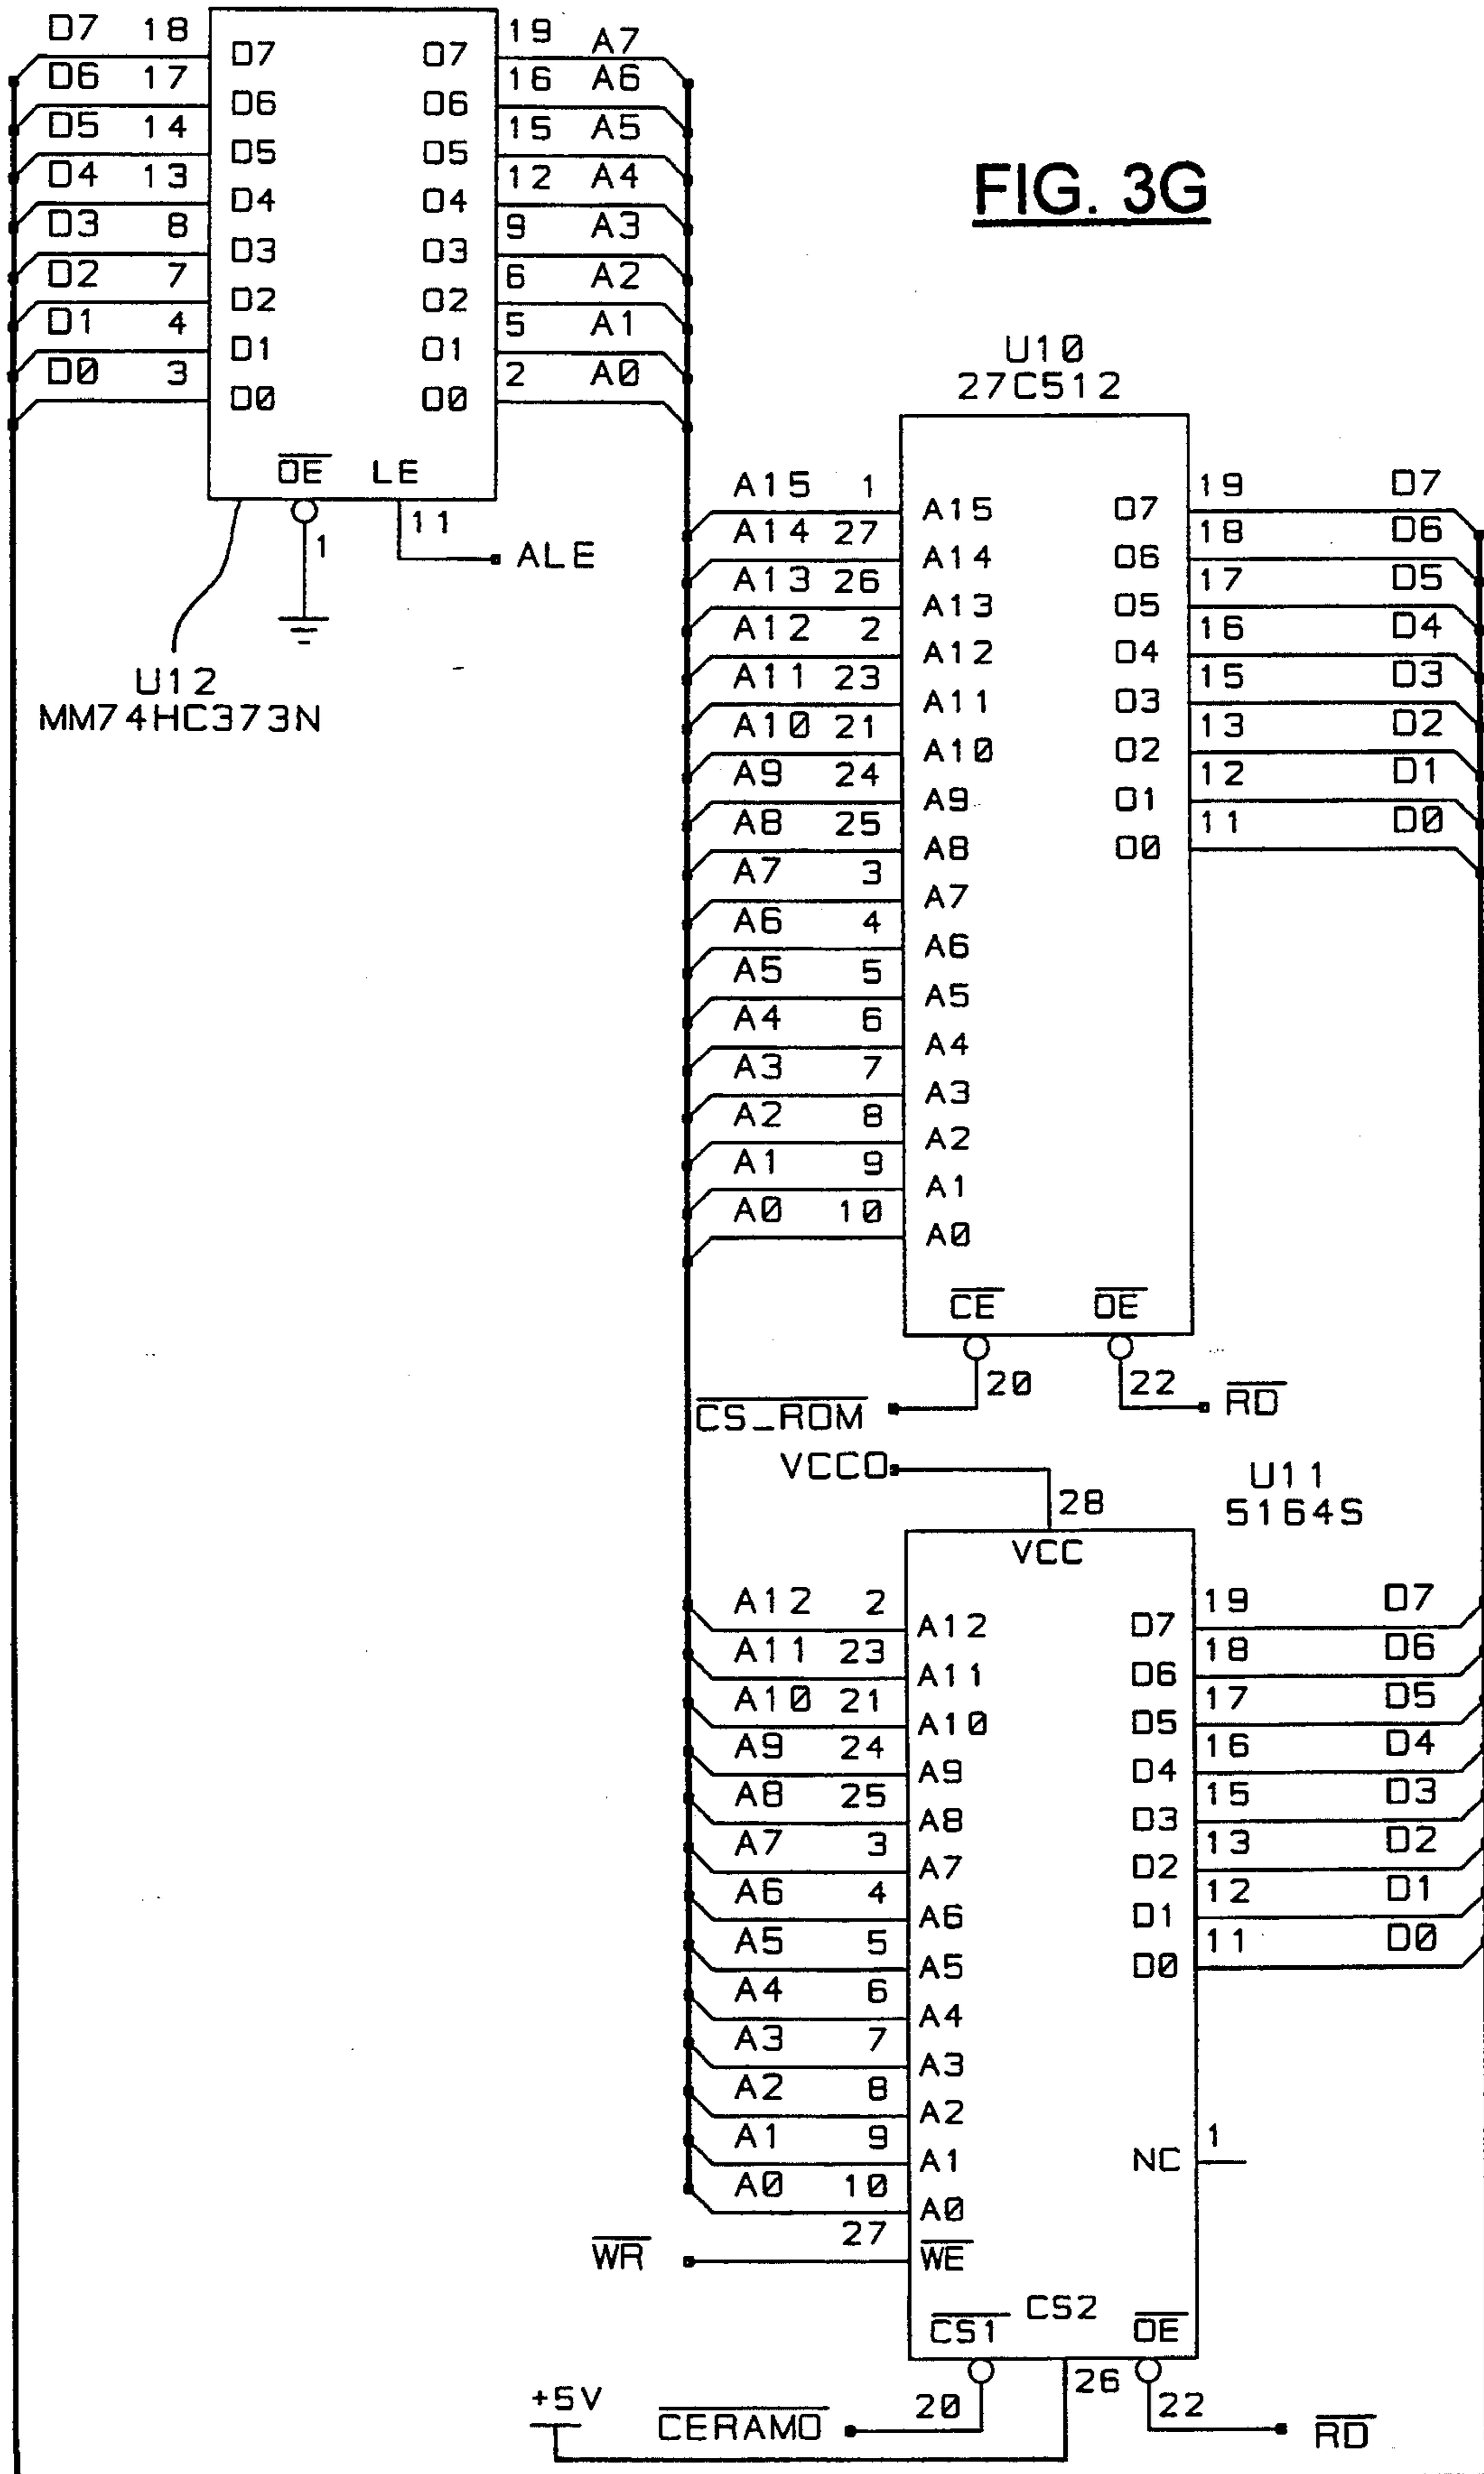 FIG. 3G
D7 18 D7 O7 19 A7
D6 17 D6 O6 16 A6
D5 14 D5 O5 15 A5
D4 13 D4 O4 12 A4
D3 8 D3 O3 9 A3
D2 7 D2 O2 6 A2
D1 4 D1 O1 5 A1
D0 3 D0 O0 2 A0
OE LE
1 11 ALE
U12
MM74HC373N
U10
27C512
A15 1 A15 O7 19 D7
A14 27 A14 O6 18 D6
A13 26 A13 O5 17 D5
A12 2 A12 O4 16 D4
A11 23 A11 O3 15 D3
A10 21 A10 O2 13 D2
A9 24 A9 O1 12 D1
A8 25 A8 O0 11 D0
A7 3 A7
A6 4 A6
A5 5 A5
A4 6 A4
A3 7 A3
A2 8 A2
A1 9 A1
A0 10 A0
CE OE
20 22
CS_ROM RD
VCCO
28
U11
5164S
VCC
A12 2 A12 D7 19 D7
A11 23 A11 D6 18 D6
A10 21 A10 D5 17 D5
A9 24 A9 D4 16 D4
A8 25 A8 D3 15 D3
A7 3 A7 D2 13 D2
A6 4 A6 D1 12 D1
A5 5 A5 D0 11 D0
A4 6 A4
A3 7 A3
A2 8 A2
A1 9 A1 NC 1
A0 10 A0
WR 27 WE
CS1 CS2 OE
20 26 22
+5V CERAMO RD